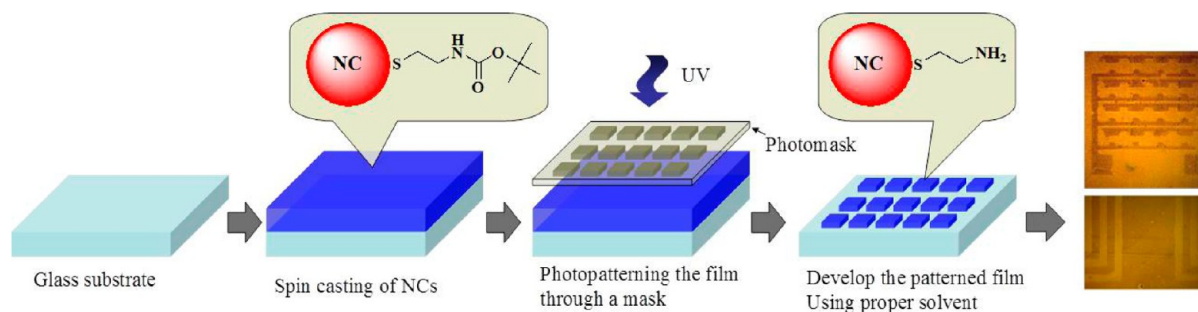 NC
S
H
N
O
O
UV
NC
S
NH2
Photomask
Glass substrate
Spin casting of NCs
Photopatterning the film
through a mask
Develop the patterned film
Using proper solvent